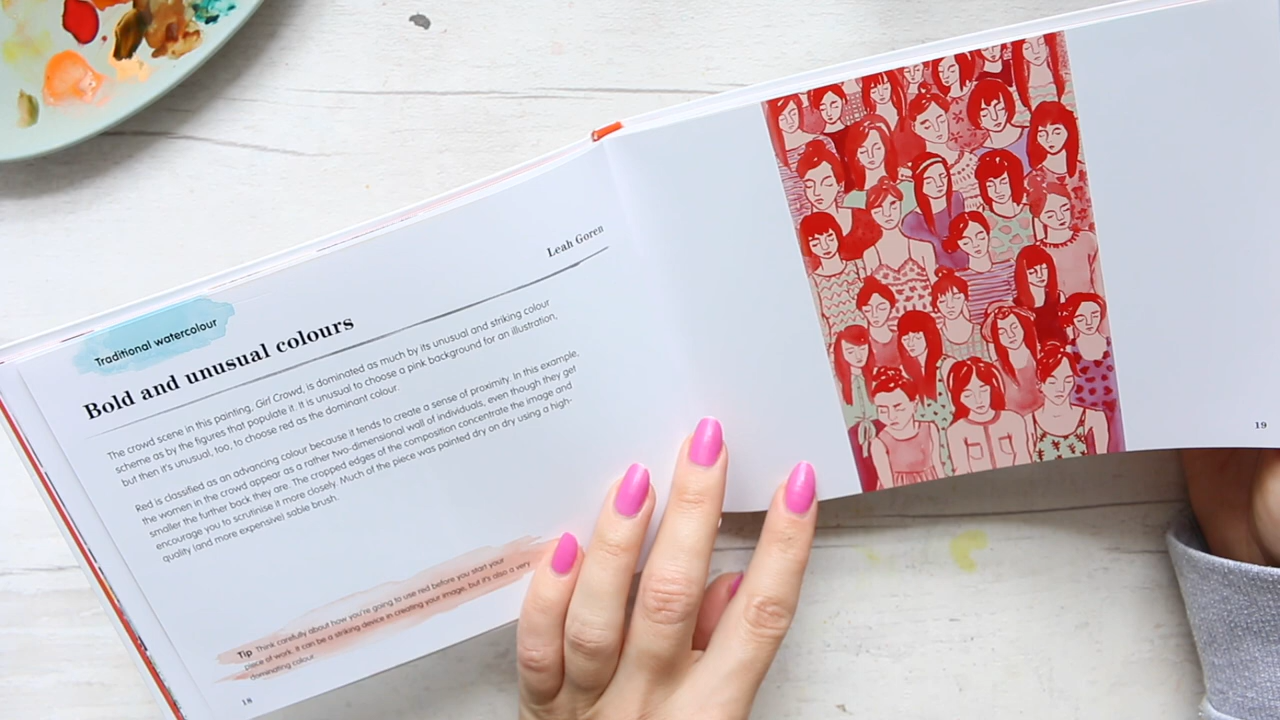 Traditional watercolour
Bold and unusual colours
Leah Goren
The crowd scene in this painting, Girl Crowd, is dominated as much by its unusual and striking colour
scheme as by the figures that populate it. It is unusual to choose a pink background for an illustration,
but then it's unusual, too, to choose red as the dominant colour.
Red is classified as an advancing colour because it tends to create a sense of proximity. In this example,
the women in the crowd appear as a rather two-dimensional wall of individuals, even though they get
smaller the further back they are. The cropped edges of the composition concentrate the image and
encourage you to scrutinise it more closely. Much of the piece was painted dry on dry using a high-
quality (and more expensive) sable brush.
Tip Think carefully about how you're going to use red before you start your
piece of work. It can be a striking device in creating your image, but it's also a very
dominating colour.
18
19